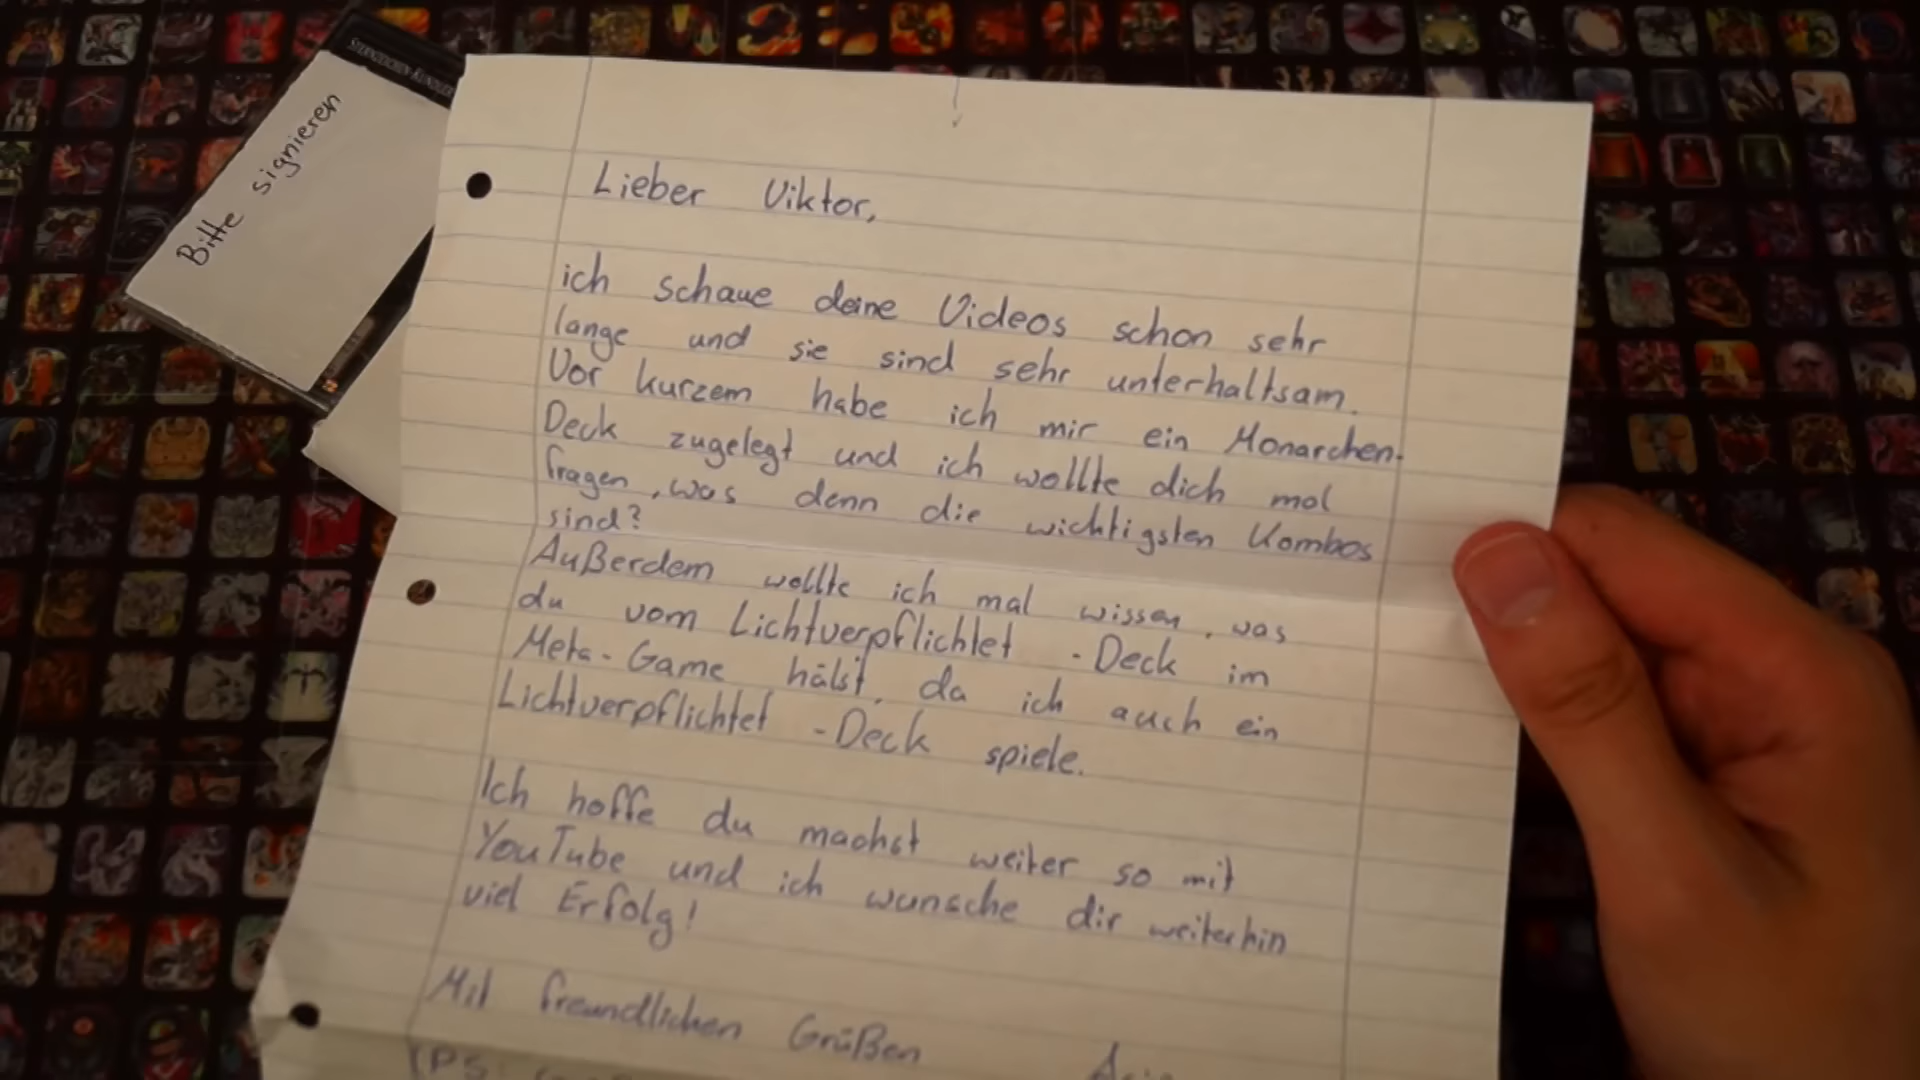 Bitte signieren
Lieber Viktor,
ich schaue deine Videos schon sehr
lange und sie sind sehr unterhaltsam.
Vor kurzem habe ich mir ein Monarchen-
Deck zugelegt und ich wollte dich mal
fragen, was denn die wichtigsten Kombos
sind?
Außerdem wollte ich mal wissen, was
du vom Lichtverpflichtet -Deck im
Meta-Game hälst, da ich auch ein
Lichtverpflichtet -Deck spiele.
Ich hoffe du machst weiter so mit
YouTube und ich wunsche dir weiterhin
viel Erfolg!
Mit freundlichen Grüßen
(PS: